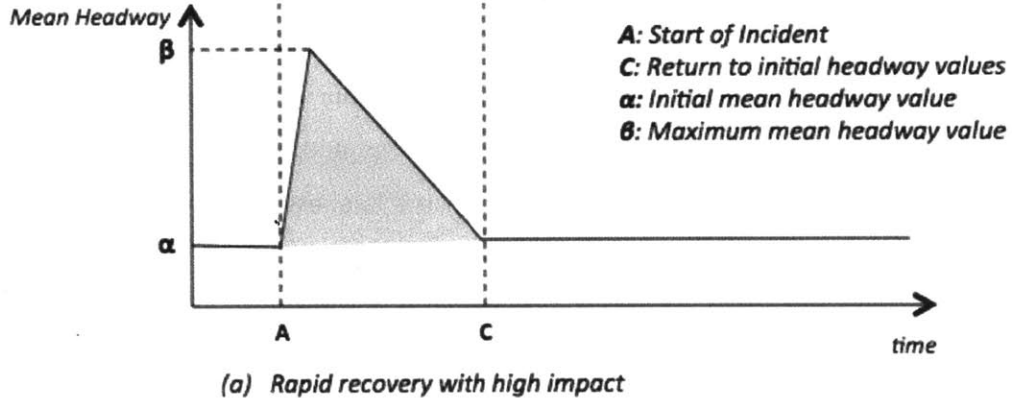 Mean Headway
β
α
A
C
time
A: Start of Incident
C: Return to initial headway values
α: Initial mean headway value
β: Maximum mean headway value
(a) Rapid recovery with high impact